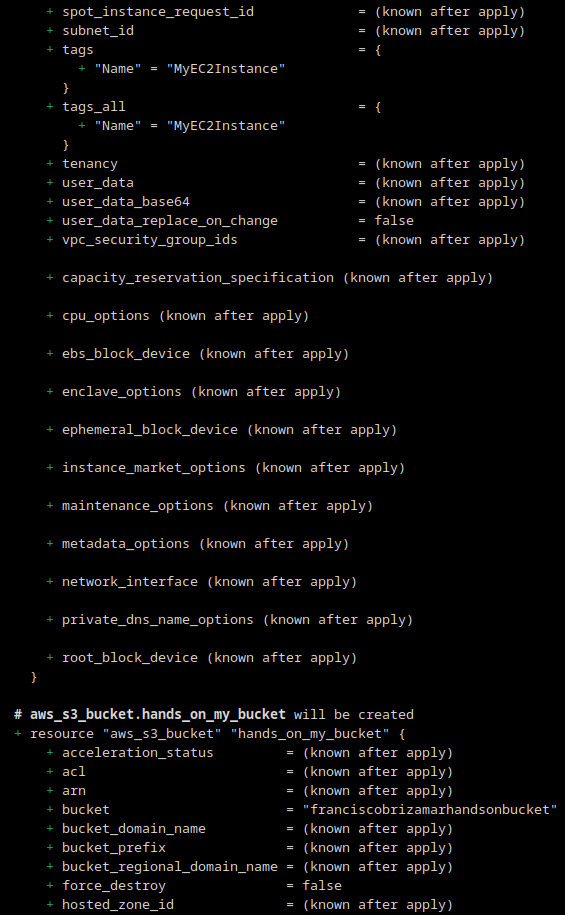 + spot_instance_request_id = (known after apply)
+ subnet_id = (known after apply)
+ tags = {
+ "Name" = "MyEC2Instance"
}
+ tags_all = {
+ "Name" = "MyEC2Instance"
}
+ tenancy = (known after apply)
+ user_data = (known after apply)
+ user_data_base64 = (known after apply)
+ user_data_replace_on_change = false
+ vpc_security_group_ids = (known after apply)
+ capacity_reservation_specification (known after apply)
+ cpu_options (known after apply)
+ ebs_block_device (known after apply)
+ enclave_options (known after apply)
+ ephemeral_block_device (known after apply)
+ instance_market_options (known after apply)
+ maintenance_options (known after apply)
+ metadata_options (known after apply)
+ network_interface (known after apply)
+ private_dns_name_options (known after apply)
+ root_block_device (known after apply)
}
# aws_s3_bucket.hands_on_my_bucket will be created
+ resource "aws_s3_bucket" "hands_on_my_bucket" {
+ acceleration_status = (known after apply)
+ acl = (known after apply)
+ arn = (known after apply)
+ bucket = "franciscobrizamarhandsonbucket"
+ bucket_domain_name = (known after apply)
+ bucket_prefix = (known after apply)
+ bucket_regional_domain_name = (known after apply)
+ force_destroy = false
+ hosted_zone_id = (known after apply)